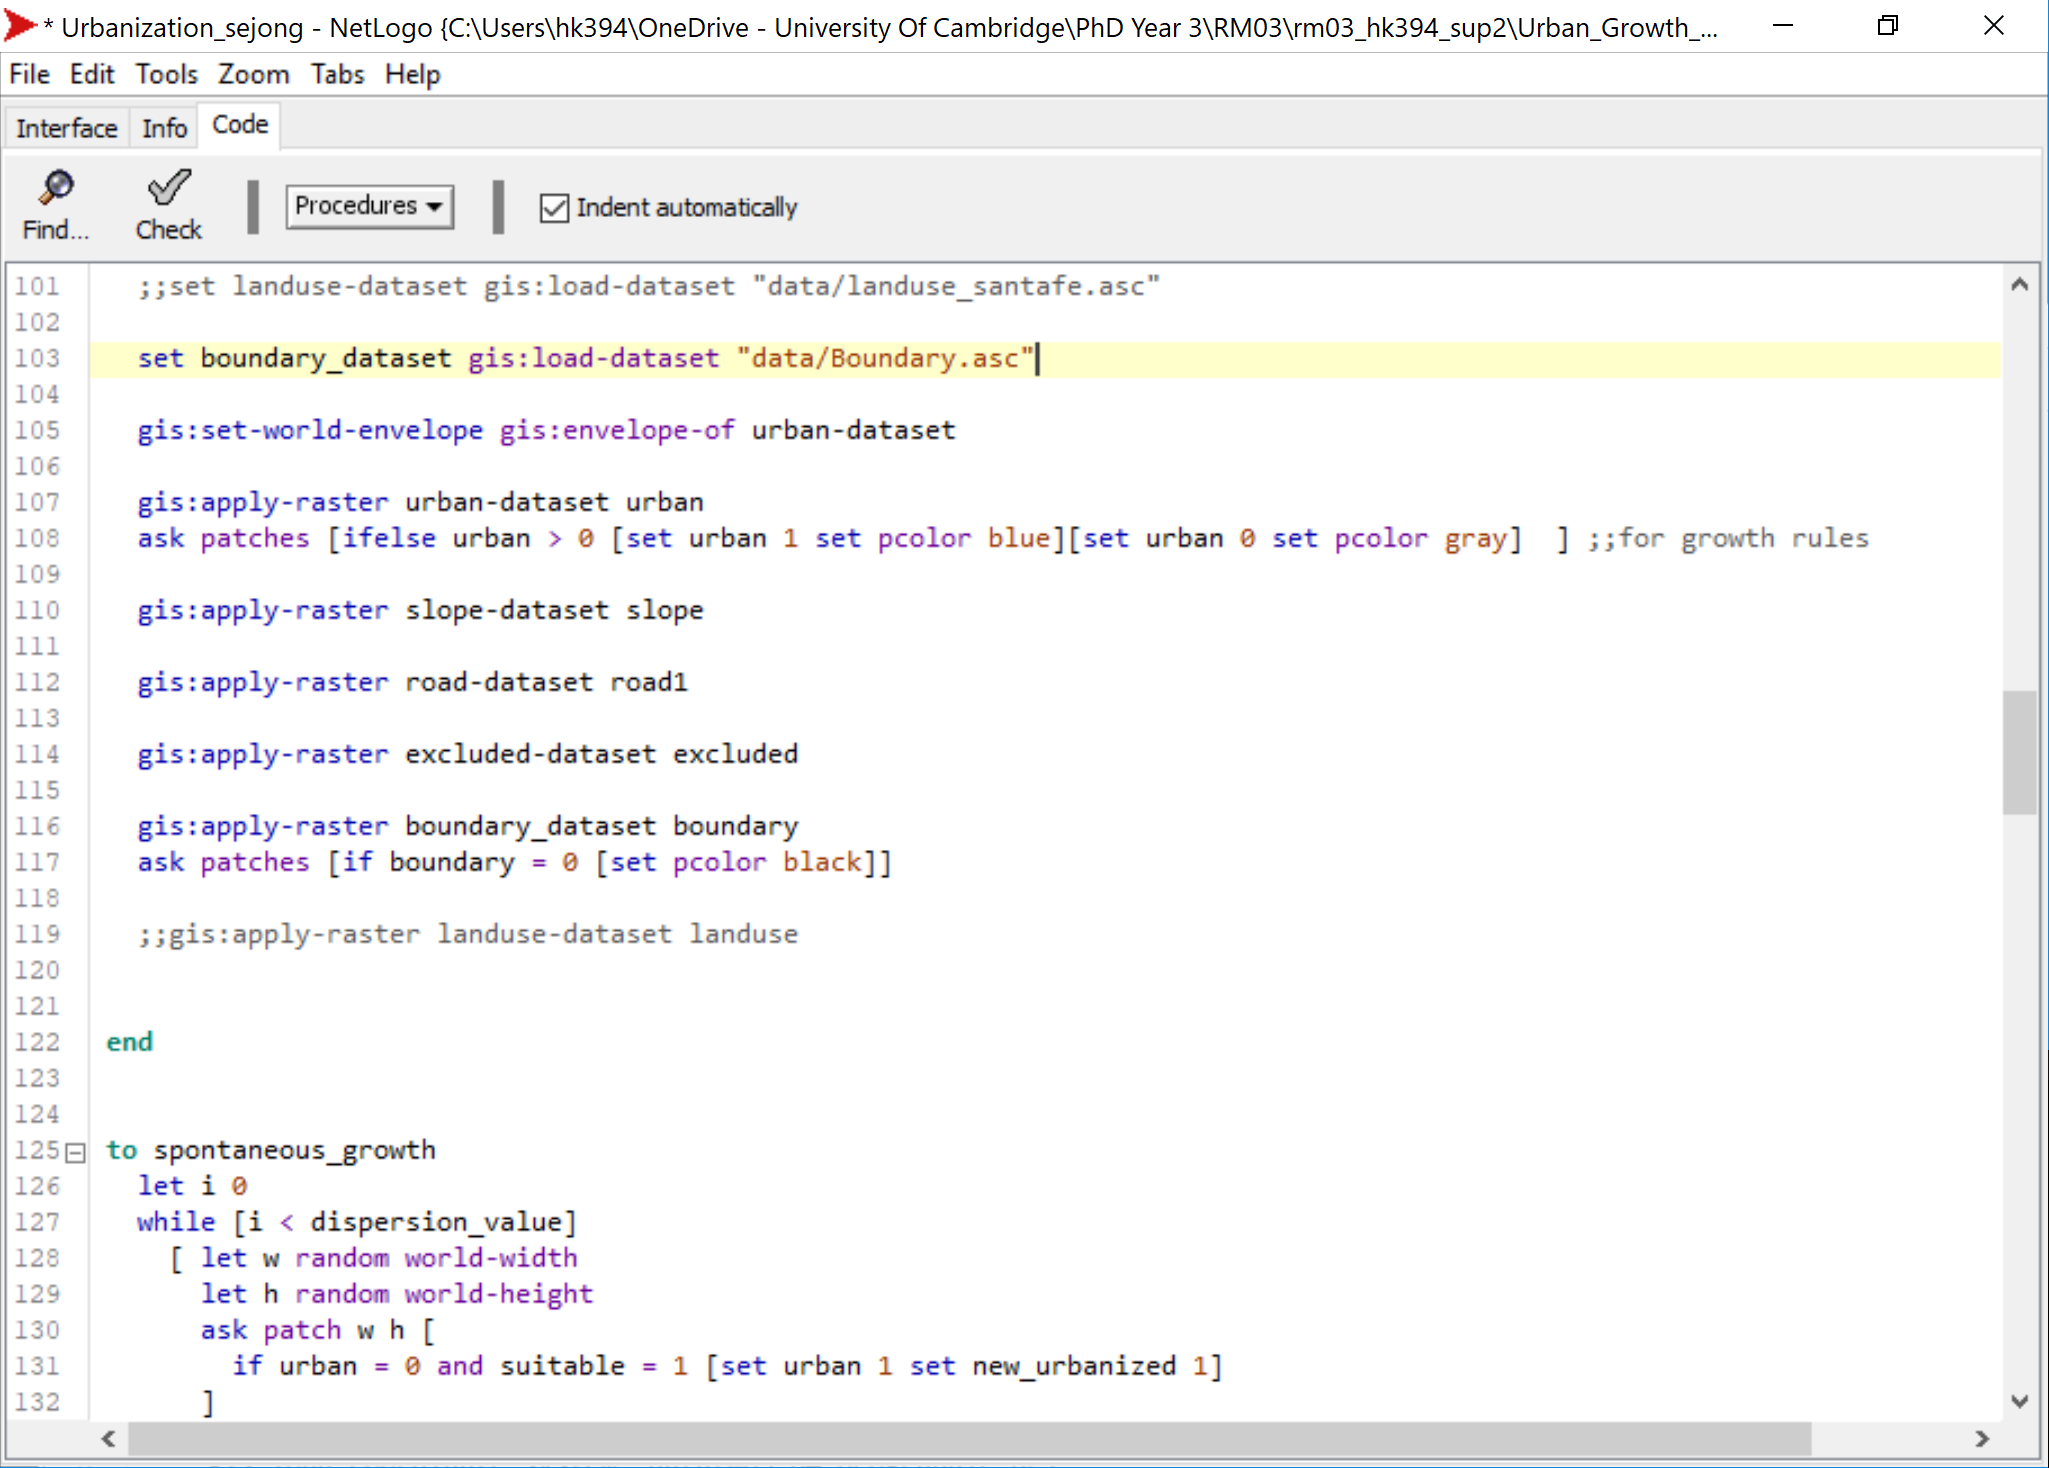 * Urbanization_sejong - NetLogo {C:\Users\hk394\OneDrive - University Of Cambridge\PhD Year 3\RM03\rm03_hk394_sup2\Urban_Growth_...
File Edit Tools Zoom Tabs Help
Interface Info Code
Find... Check Procedures Indent automatically
101 ;;set landuse-dataset gis:load-dataset "data/landuse_santafe.asc"
102
103 set boundary_dataset gis:load-dataset "data/Boundary.asc"
104
105 gis:set-world-envelope gis:envelope-of urban-dataset
106
107 gis:apply-raster urban-dataset urban
108 ask patches [ifelse urban > 0 [set urban 1 set pcolor blue][set urban 0 set pcolor gray]  ] ;;for growth rules
109
110 gis:apply-raster slope-dataset slope
111
112 gis:apply-raster road-dataset road1
113
114 gis:apply-raster excluded-dataset excluded
115
116 gis:apply-raster boundary_dataset boundary
117 ask patches [if boundary = 0 [set pcolor black]]
118
119 ;;gis:apply-raster landuse-dataset landuse
120
121
122 end
123
124
125 to spontaneous_growth
126 let i 0
127 while [i < dispersion_value]
128 [ let w random world-width
129 let h random world-height
130 ask patch w h [
131 if urban = 0 and suitable = 1 [set urban 1 set new_urbanized 1]
132 ]